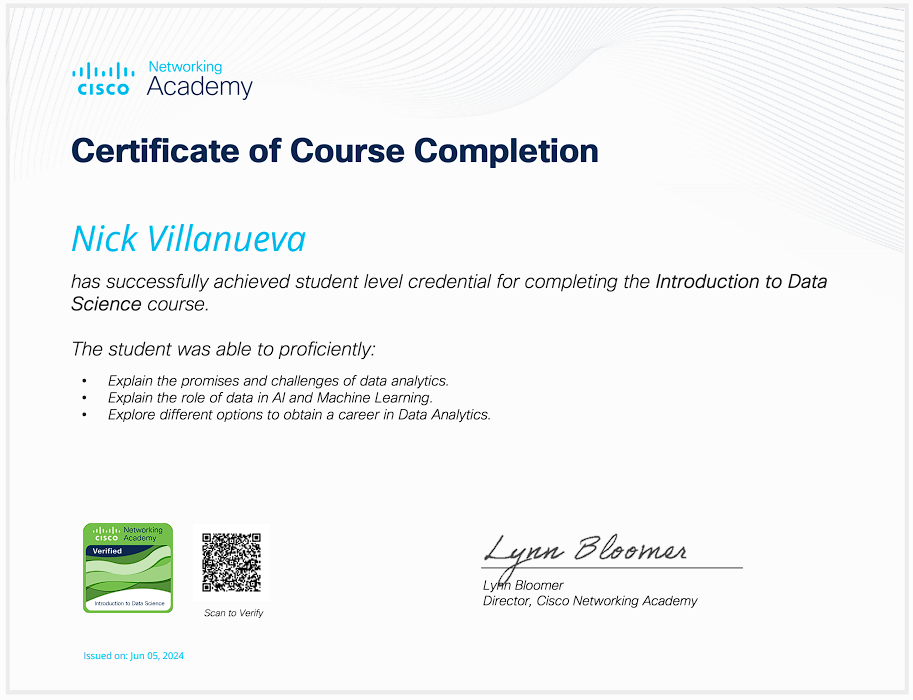 Networking
Academy
CISCO
Certificate of Course Completion
Nick Villanueva
has successfully achieved student level credential for completing the Introduction to Data
Science course.
The student was able to proficiently:
• Explain the promises and challenges of data analytics.
• Explain the role of data in AI and Machine Learning.
• Explore different options to obtain a career in Data Analytics.
Networking
CISCO Academy
Verified
Introduction to Data Science
Scan to Verify
Lynn Bloomer
Lynn Bloomer
Director, Cisco Networking Academy
Issued on: Jun 05, 2024